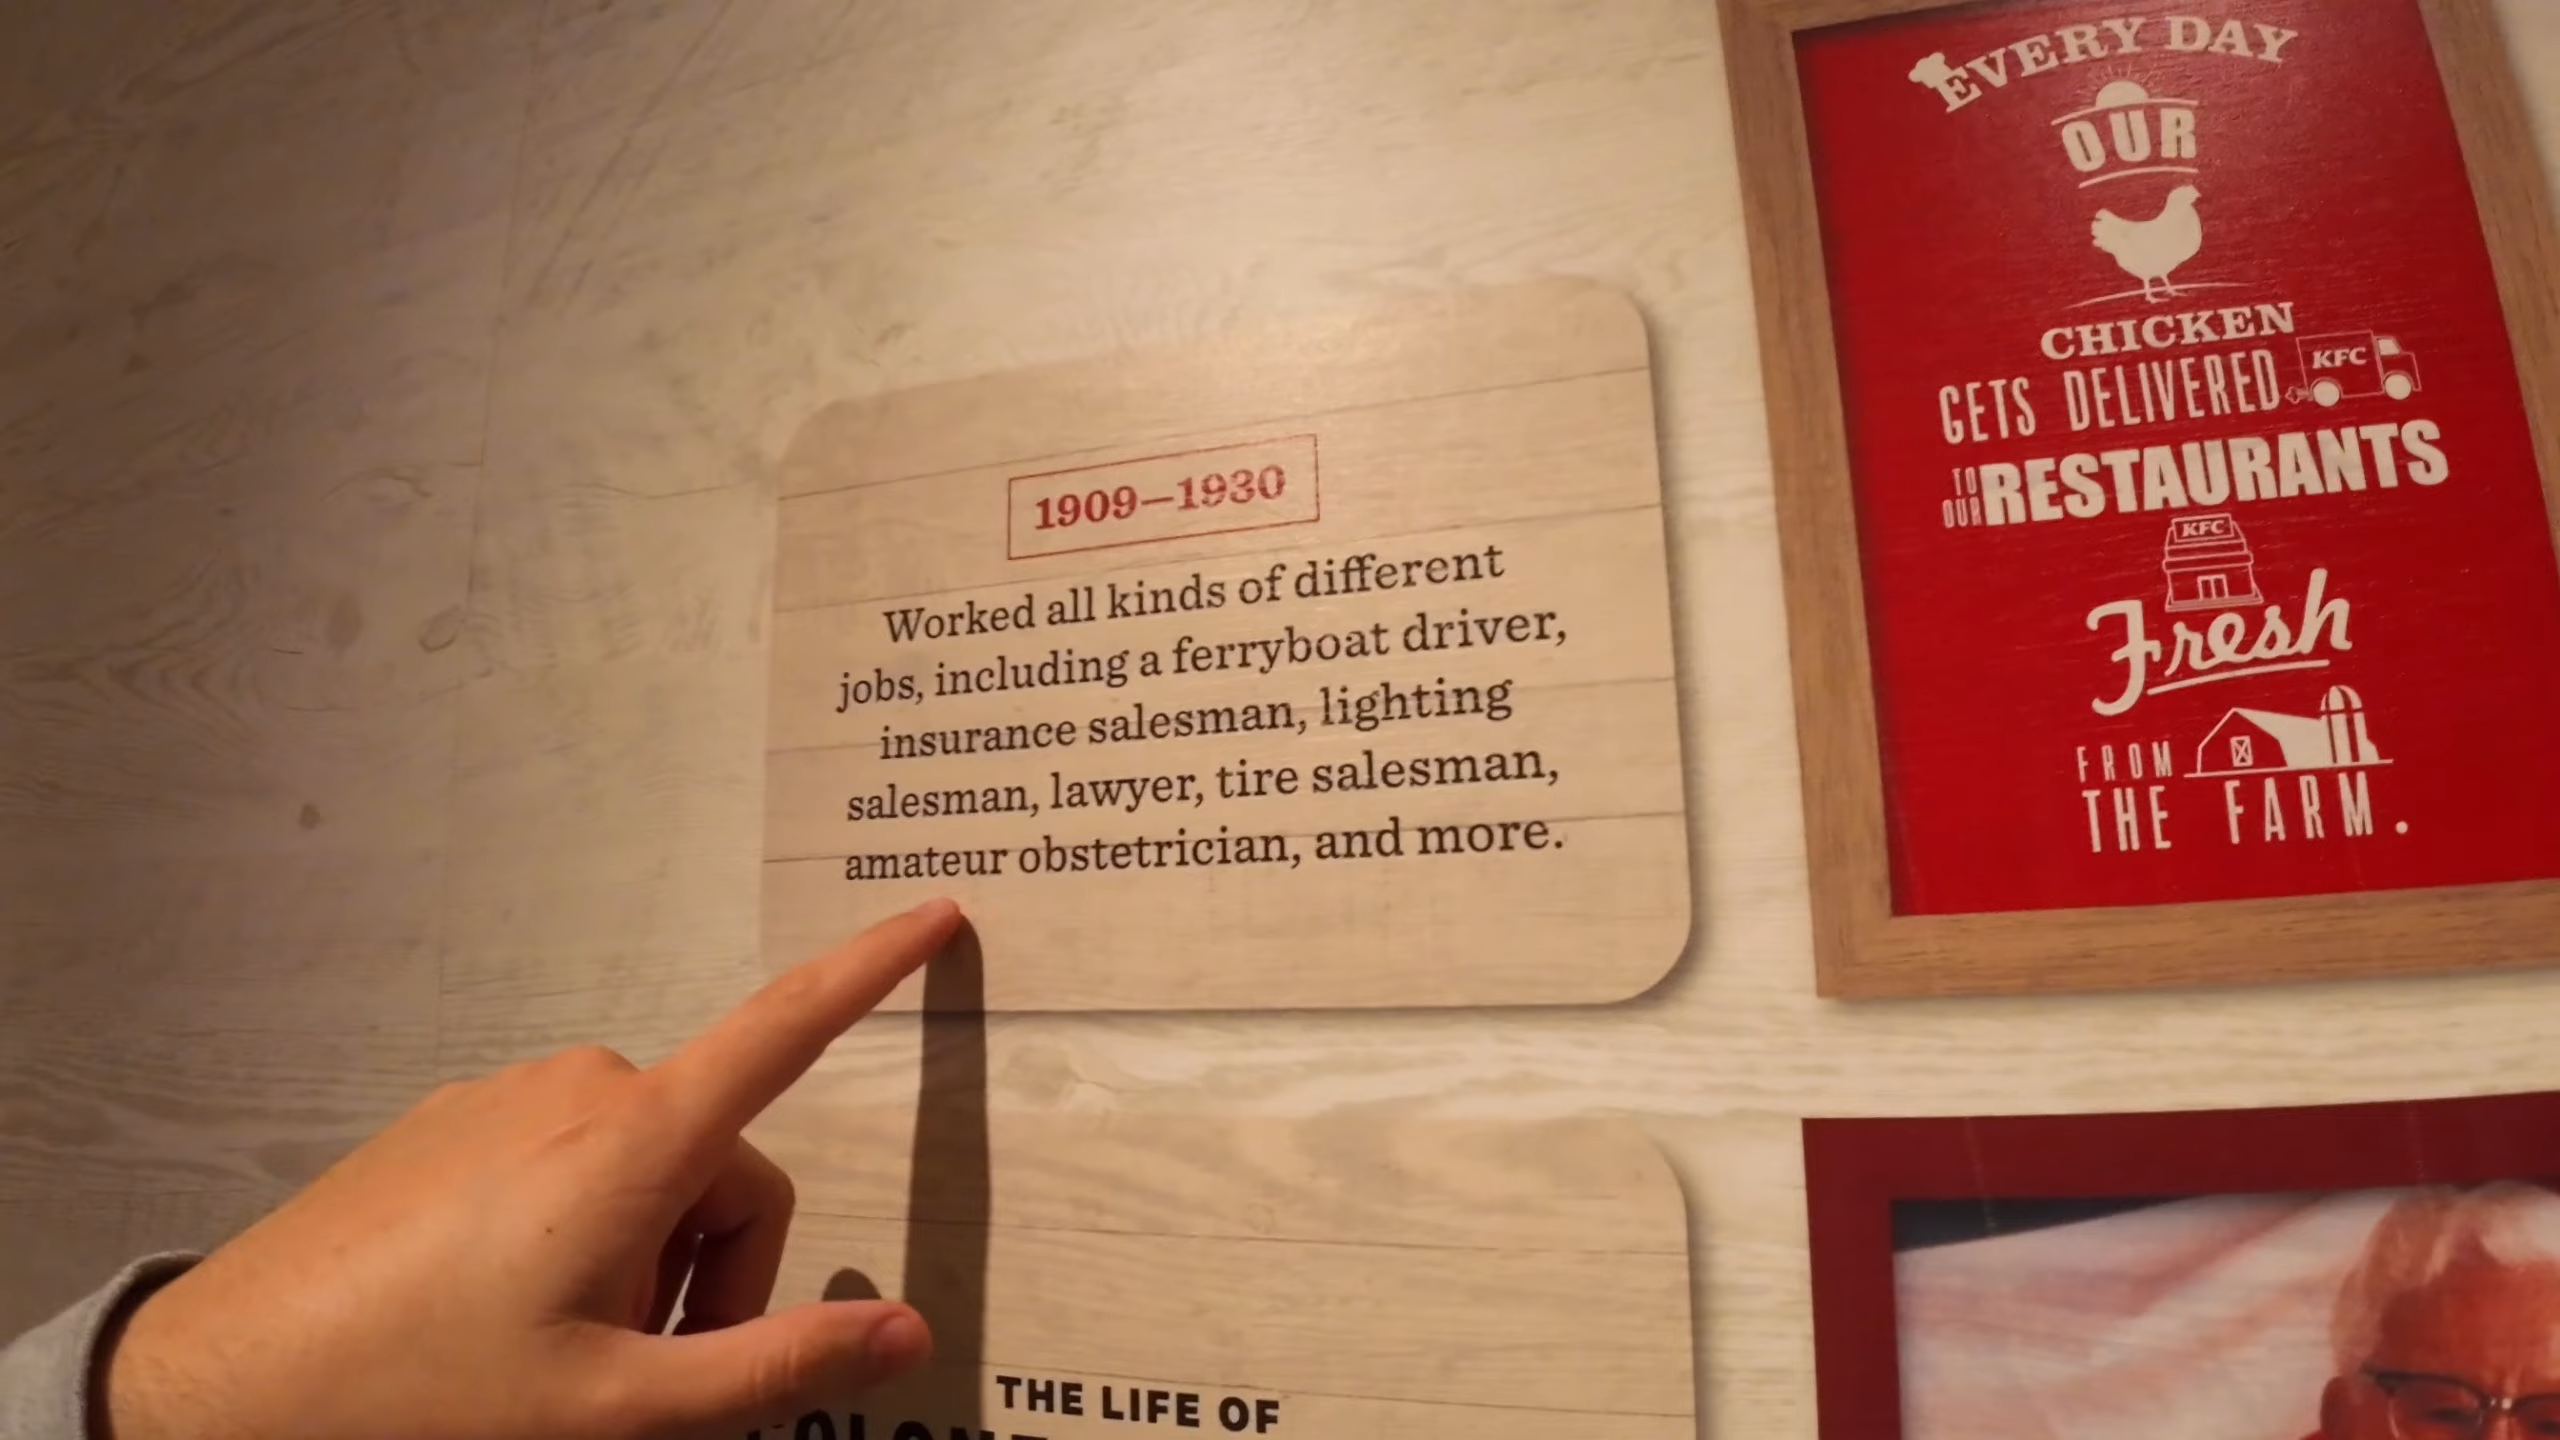 1909–1930
Worked all kinds of different
jobs, including a ferryboat driver,
insurance salesman, lighting
salesman, lawyer, tire salesman,
amateur obstetrician, and more.
EVERY DAY
OUR
CHICKEN
GETS DELIVERED
KFC
TO OUR RESTAURANTS
KFC
Fresh
FROM
THE FARM.
THE LIFE OF